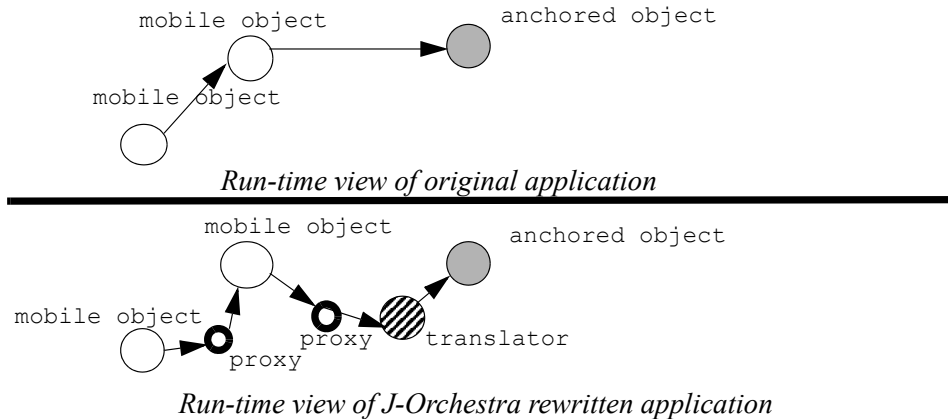 anchored object
mobile object
mobile object
Run-time view of original application
mobile object
anchored object
mobile object
proxy
translator
proxy
Run-time view of J-Orchestra rewritten application